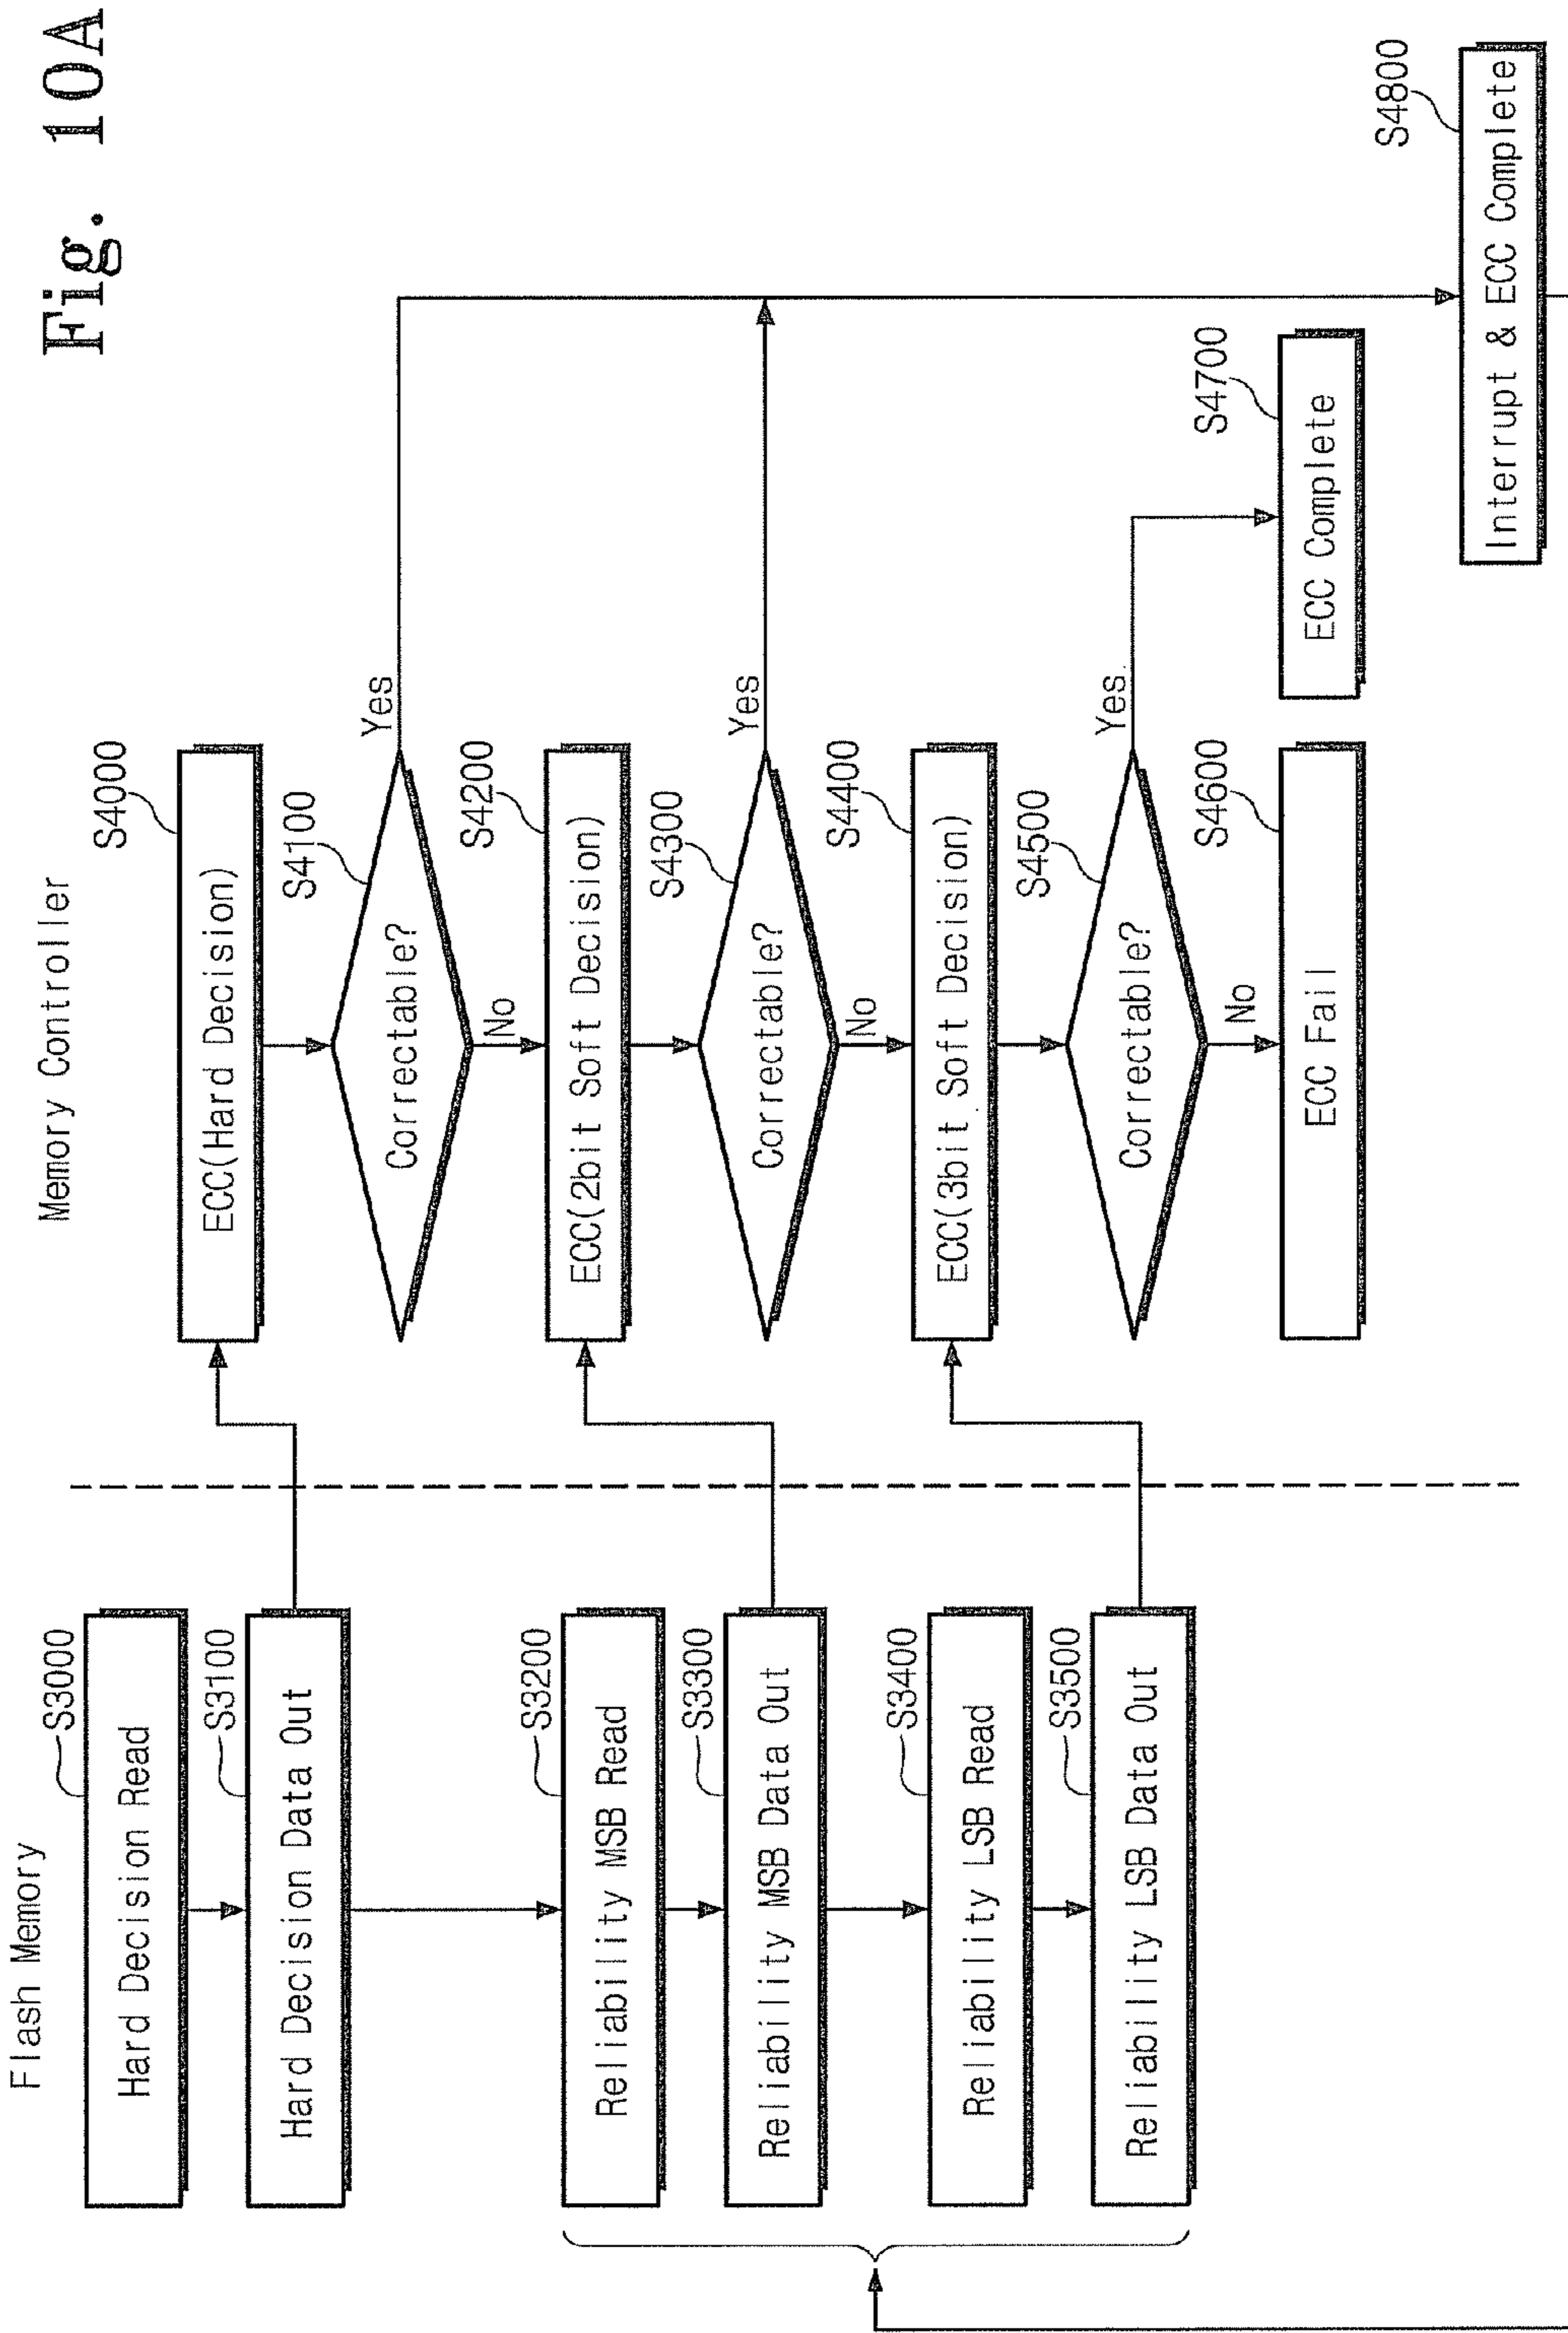 Fig. 10A
Flash Memory
Memory Controller
S3000
Hard Decision Read
S3100
Hard Decision Data Out
S3200
Reliability MSB Read
S3300
Reliability MSB Data Out
S3400
Reliability LSB Read
S3500
Reliability LSB Data Out
S4000
ECC(Hard Decision)
S4100
Correctable?
Yes
No
S4200
ECC(2bit Soft Decision)
S4300
Correctable?
Yes
No
S4400
ECC(3bit Soft Decision)
S4500
Correctable?
Yes
No
S4600
ECC Fail
S4700
ECC Complete
S4800
Interrupt & ECC Complete